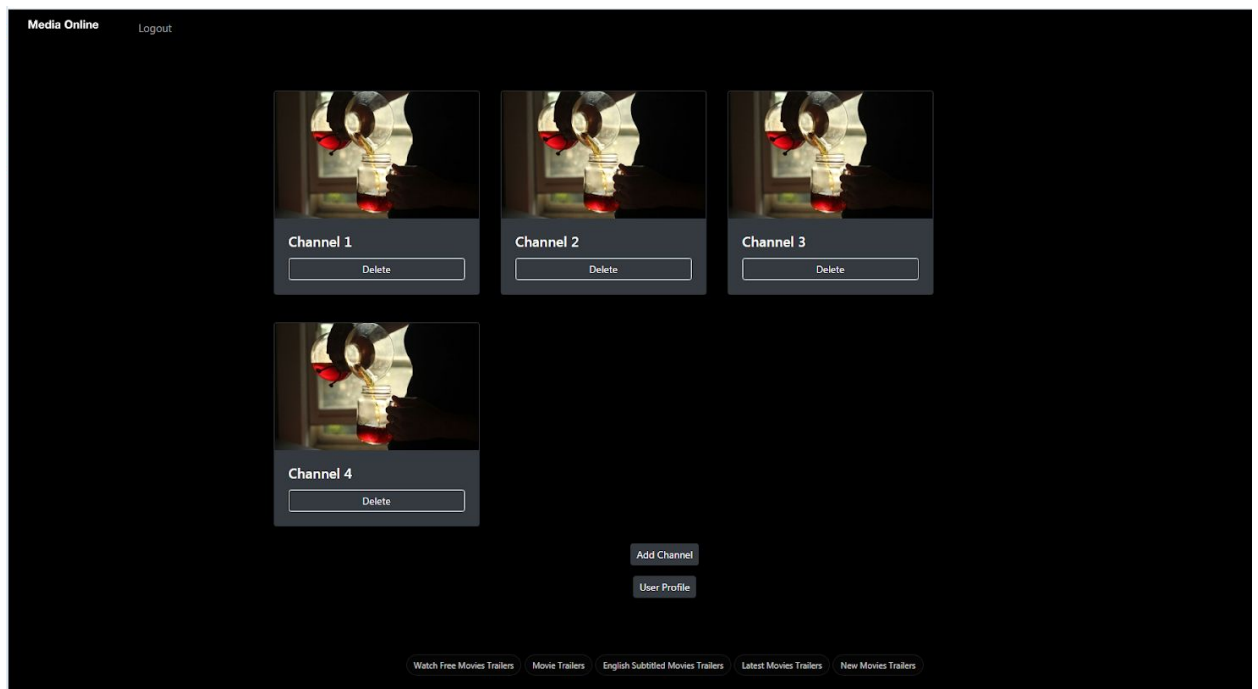 Media Online
Logout
Channel 1
Channel 2
Channel 3
Delete
Delete
Delete
Channel 4
Delete
Add Channel
User Profile
Watch Free Movies Trailers
Movie Trailers
English Subtitled Movies Trailers
Latest Movies Trailers
New Movies Trailers